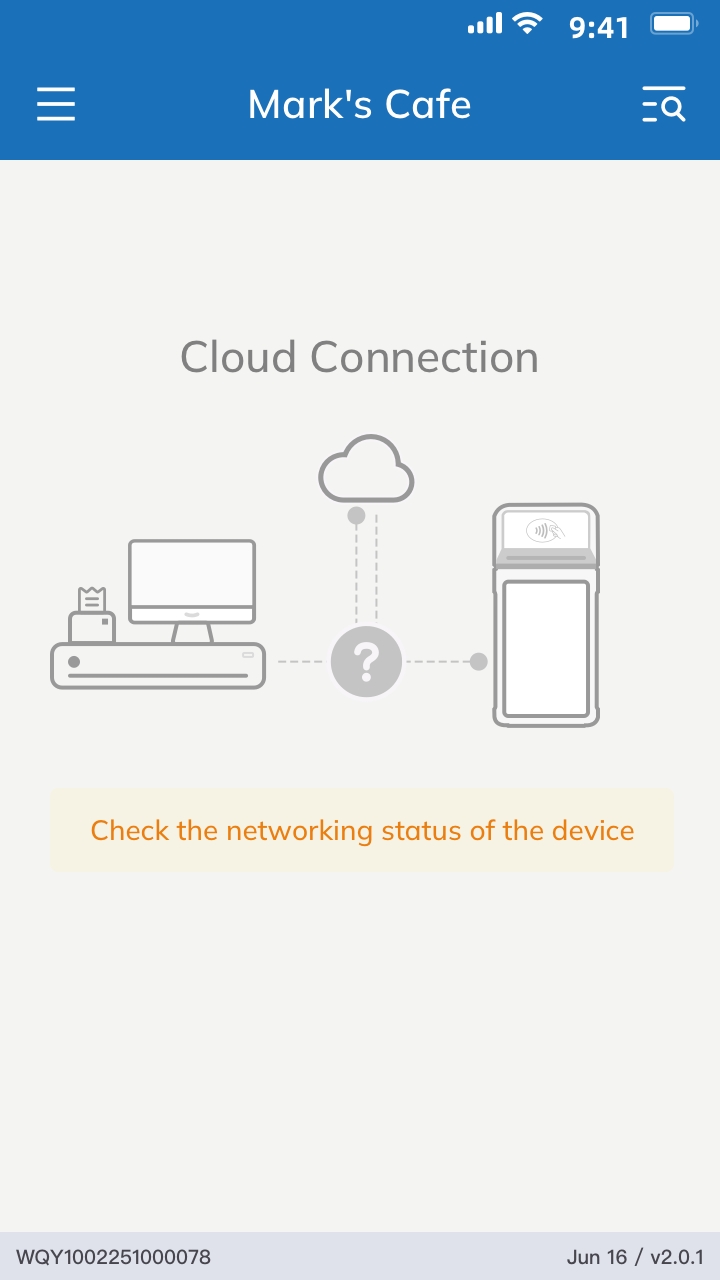 9:41
Mark's Cafe
Cloud Connection
?
Check the networking status of the device
WQY1002251000078
Jun 16 / v2.0.1